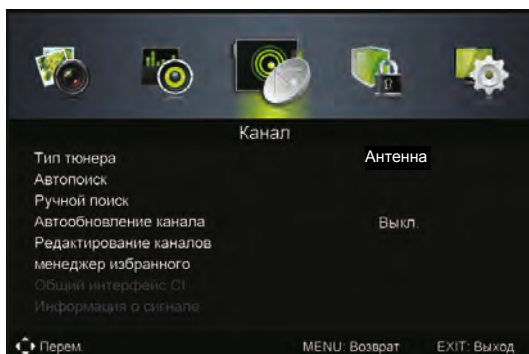 Канал
Тип тюнера Антенна
Автопоиск
Ручной поиск
Автообновление канала Выкл.
Редактирование каналов
менеджер избранного
Общий интерфейс CI
Информация о сигнале
Перем MENU: Возврат EXIT: Выход